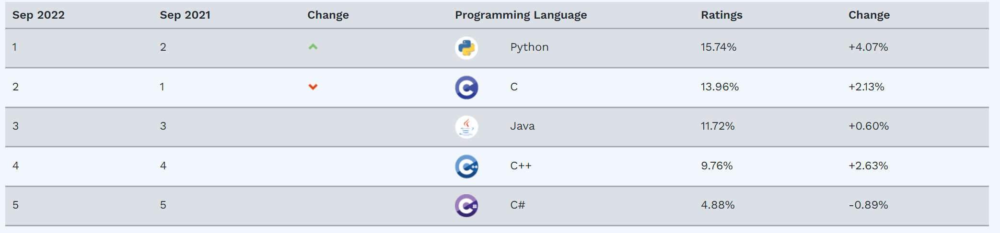 Sep 2022 Sep 2021 Change Programming Language Ratings Change
1 2 Python 15.74% +4.07%
2 1 C 13.96% +2.13%
3 3 Java 11.72% +0.60%
4 4 C++ 9.76% +2.63%
5 5 C# 4.88% -0.89%